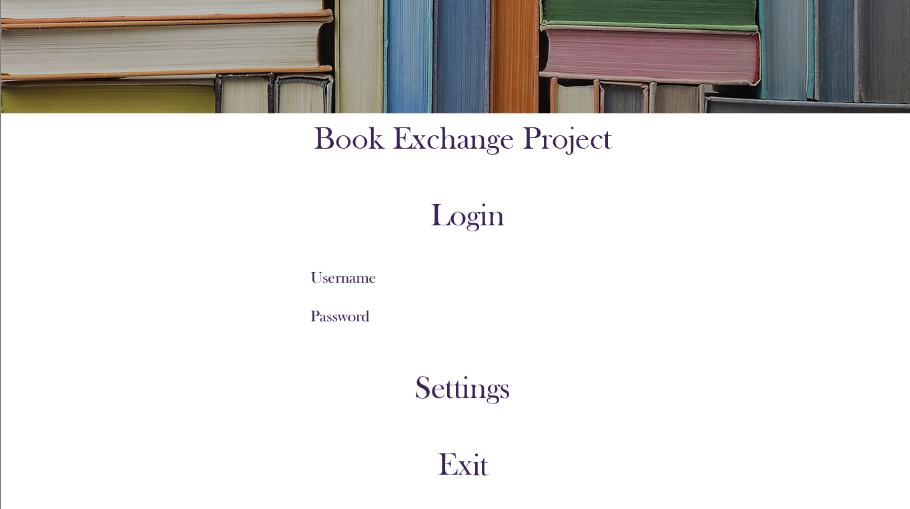 Book Exchange Project
Login
Username
Password
Settings
Exit